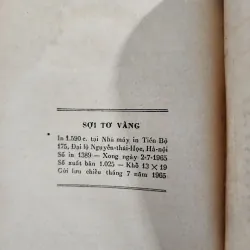 SỢI TƠ VÀNG
In 1.590 c. tại Nhà máy in Tiến Bộ
175, Đại lộ Nguyễn-thái-Học, Hà-nội
Số in 1389 — Xong ngày 2-7-1965
Số xuất bản 1.025 — Khổ 13 × 19
Gửi lưu chiểu tháng 7 năm 1965